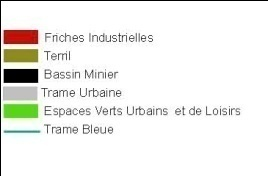 Friches Industrielles
Terril
Bassin Minier
Trame Urbaine
Espaces Verts Urbains et de Loisirs
Trame Bleue